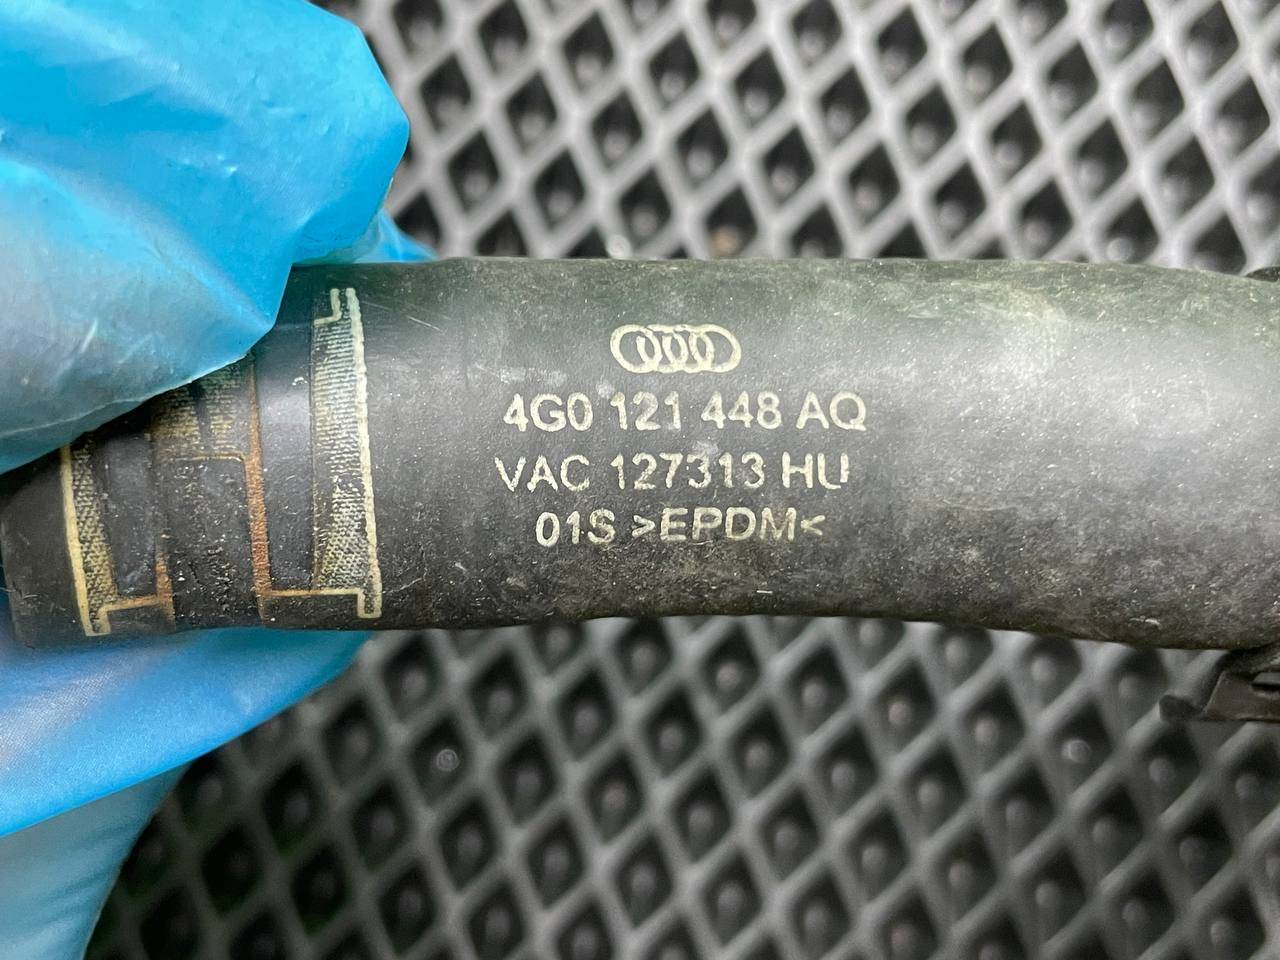 4G0 121 448 AQ
VAC 127313 HU
01S >EPDM<